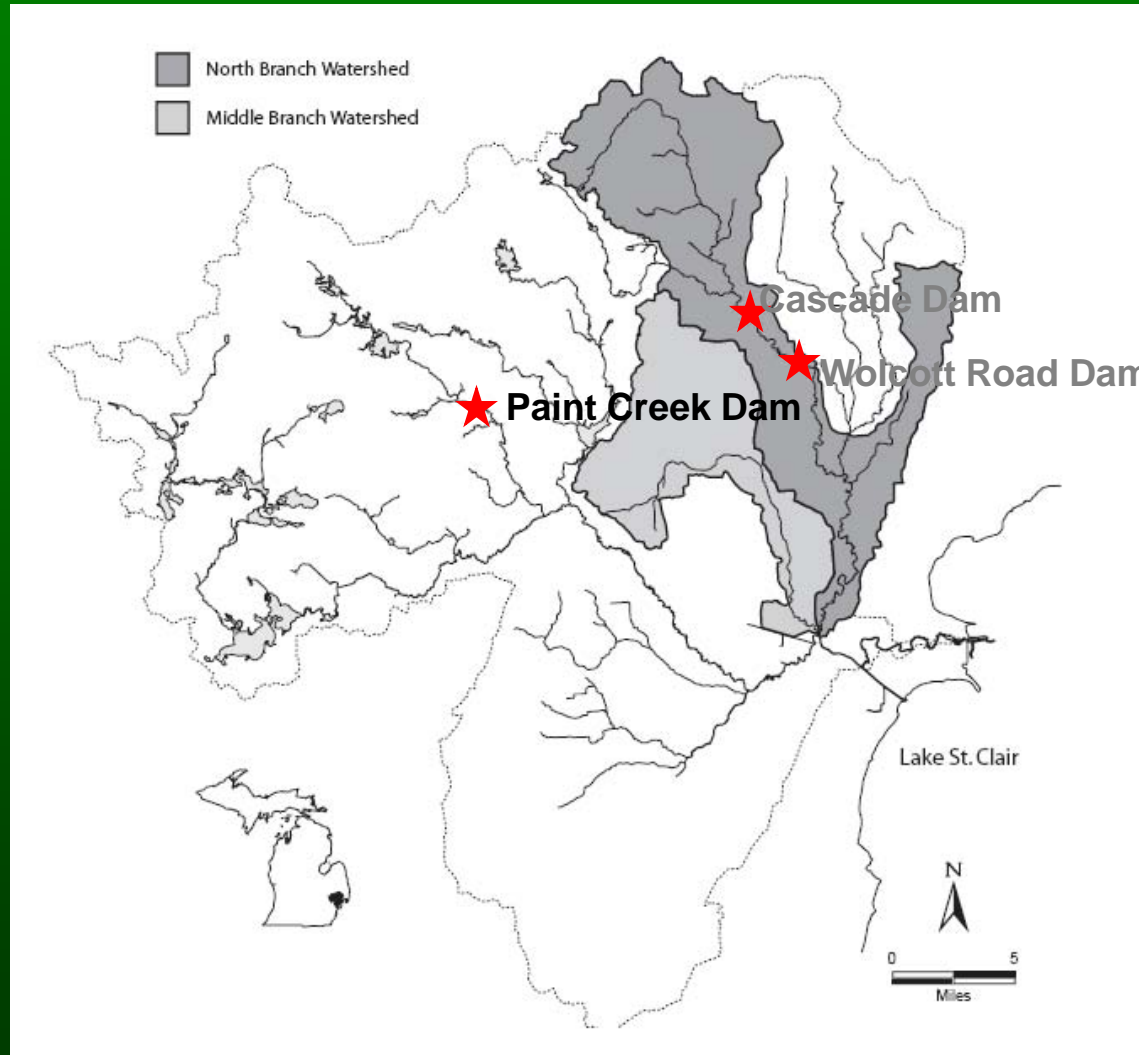 North Branch Watershed
Middle Branch Watershed
Cascade Dam
Wolcott Road Dam
Paint Creek Dam
Lake St. Clair
N
0 5
Miles